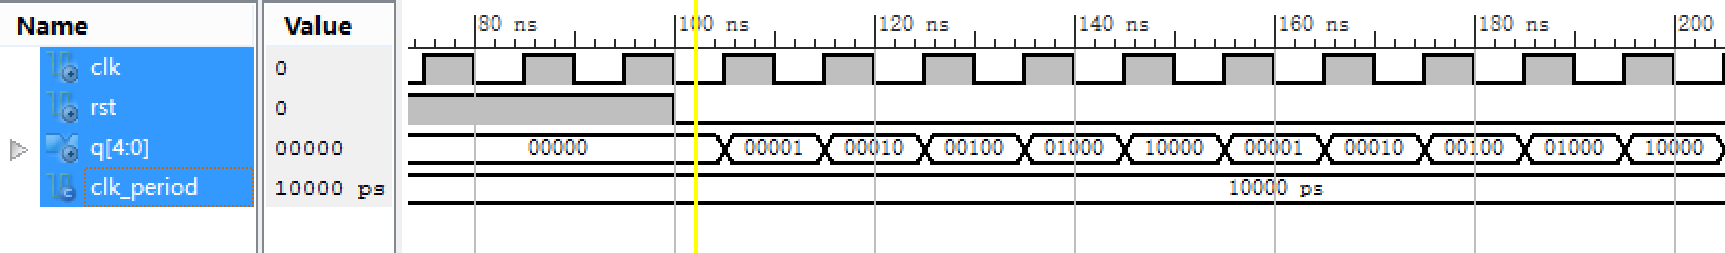 Name Value 80 ns 100 ns 120 ns 140 ns 160 ns 180 ns 200
clk 0
rst 0
q[4:0] 00000 00000 00001 00010 00100 01000 10000 00001 00010 00100 01000 10000
clk_period 10000 ps 10000 ps